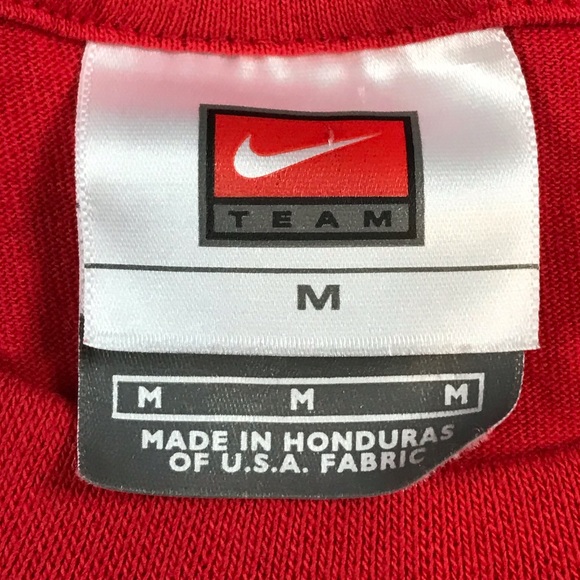 TEAM
M
M M M
MADE IN HONDURAS
OF U.S.A. FABRIC